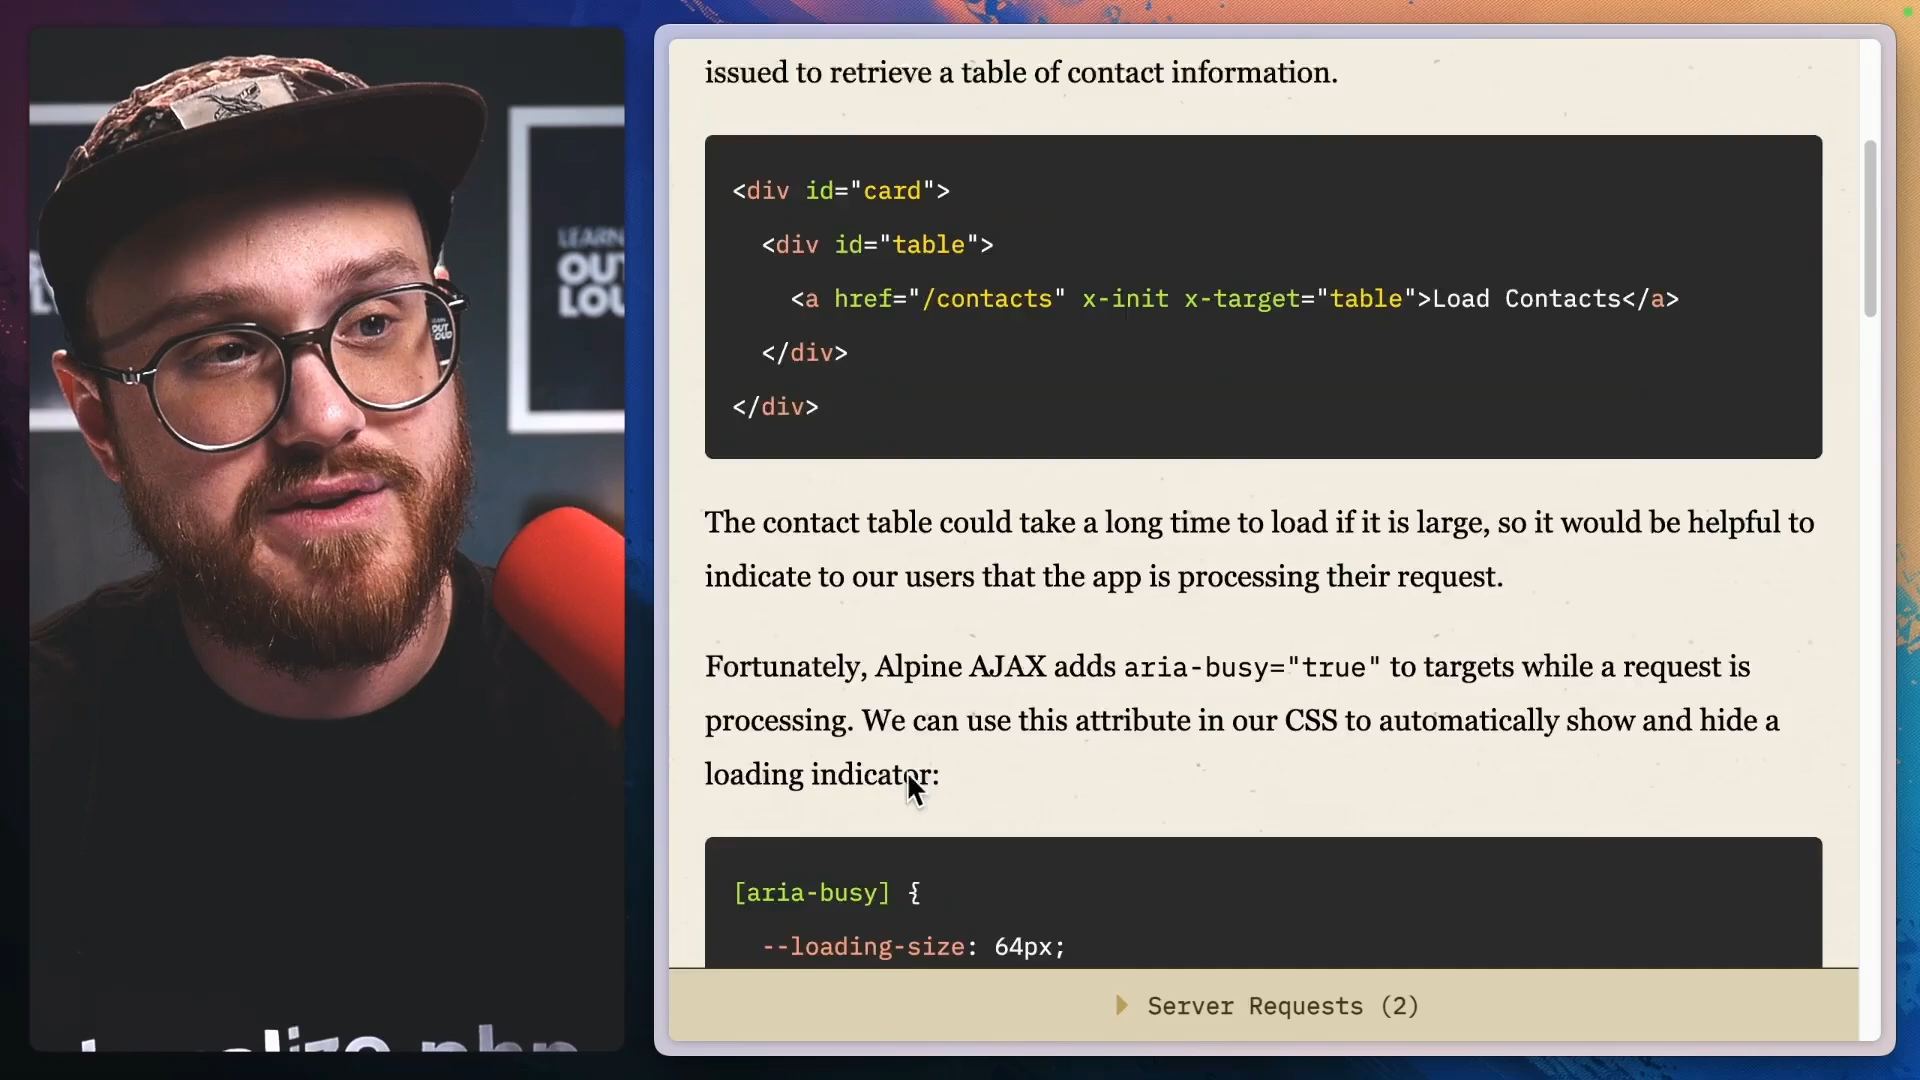 issued to retrieve a table of contact information.
<div id="card">
<div id="table">
<a href="/contacts" x-init x-target="table">Load Contacts</a>
</div>
</div>
The contact table could take a long time to load if it is large, so it would be helpful to
indicate to our users that the app is processing their request.
Fortunately, Alpine AJAX adds aria-busy="true" to targets while a request is
processing. We can use this attribute in our CSS to automatically show and hide a
loading indicator:
[aria-busy] {
--loading-size: 64px;
Server Requests (2)
LEARN
OUT
LOU